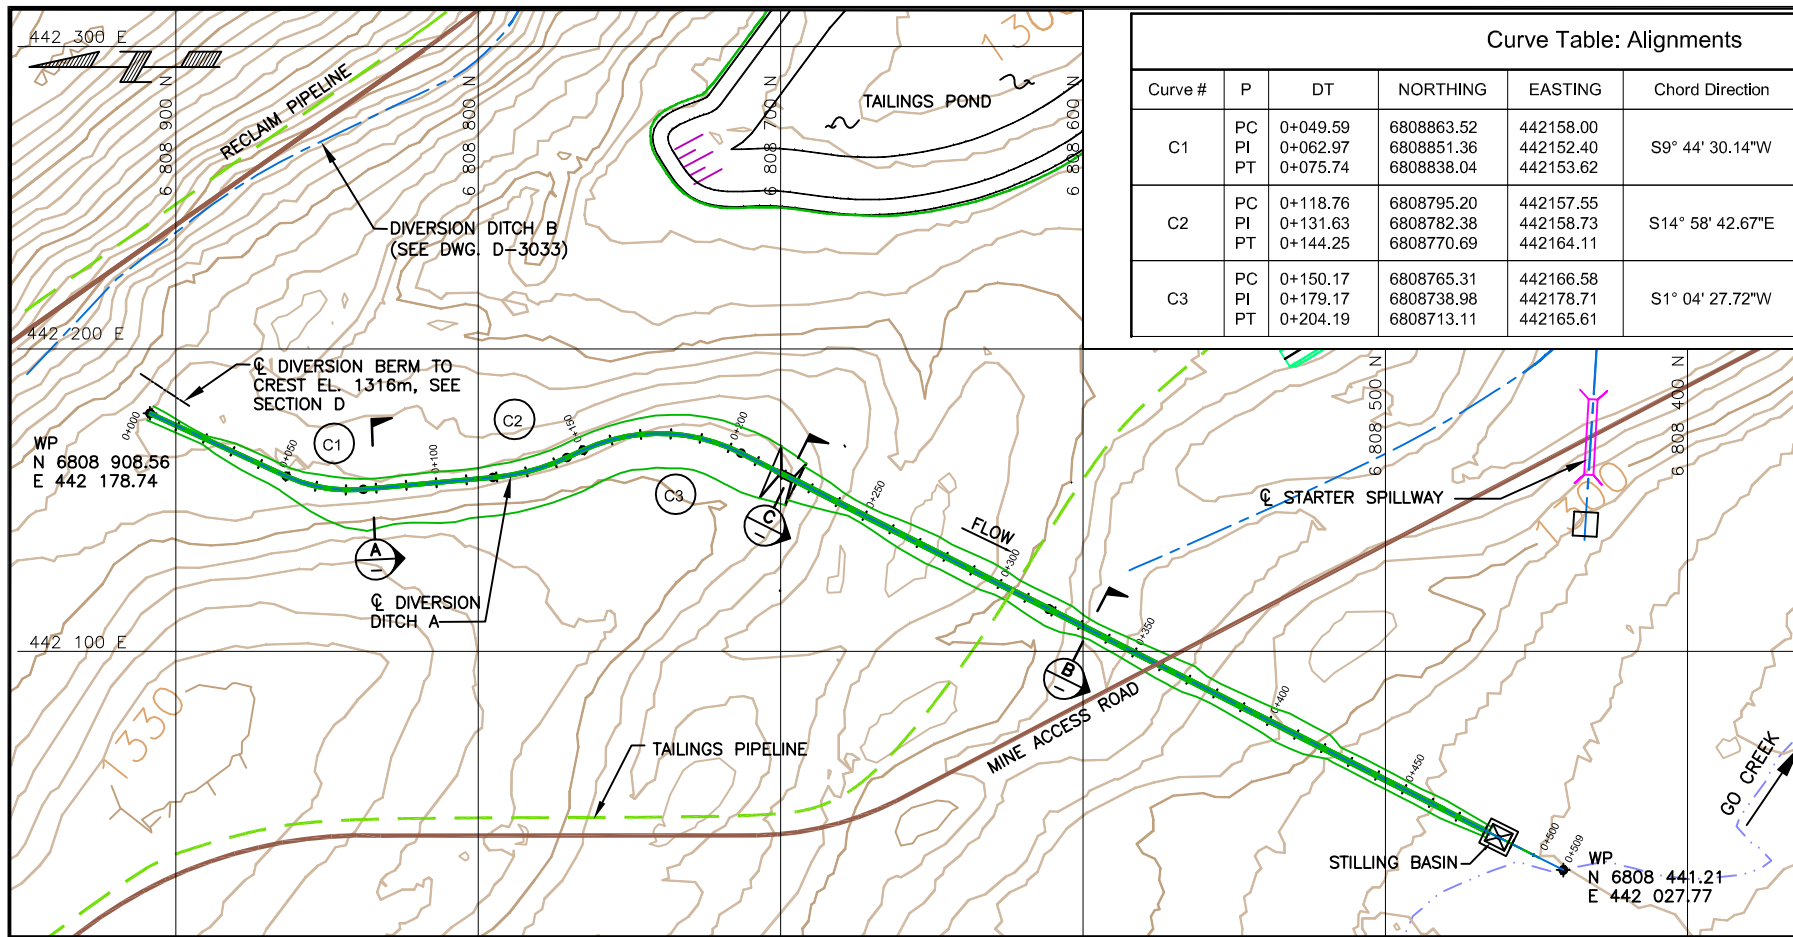 442 300 E
RECLAIM PIPELINE
6 808 900 N
6 808 800 N
6 808 700 N
6 808 600 N
1300
TAILINGS POND
DIVERSION DITCH B
(SEE DWG. D-3033)
Curve Table: Alignments
Curve # P DT NORTHING EASTING Chord Direction
C1 PC 0+049.59 6808863.52 442158.00 S9° 44' 30.14"W
PI 0+062.97 6808851.36 442152.40
PT 0+075.74 6808838.04 442153.62
C2 PC 0+118.76 6808795.20 442157.55 S14° 58' 42.67"E
PI 0+131.63 6808782.38 442158.73
PT 0+144.25 6808770.69 442164.11
C3 PC 0+150.17 6808765.31 442166.58 S1° 04' 27.72"W
PI 0+179.17 6808738.98 442178.71
PT 0+204.19 6808713.11 442165.61
442 200 E
℄ DIVERSION BERM TO
CREST EL. 1316m, SEE
SECTION D
6 808 500 N
6 808 400 N
WP
N 6808 908.56
E 442 178.74
0+000
C1
0+050
0+100
C2
0+150
0+200
C3
C
–
0+250
A
–
℄ DIVERSION
DITCH A
FLOW
0+300
℄ STARTER SPILLWAY
1300
442 100 E
B
–
0+350
MINE ACCESS ROAD
0+400
1330
TAILINGS PIPELINE
0+450
GO CREEK
STILLING BASIN
0+500
0+509
WP
N 6808 441.21
E 442 027.77